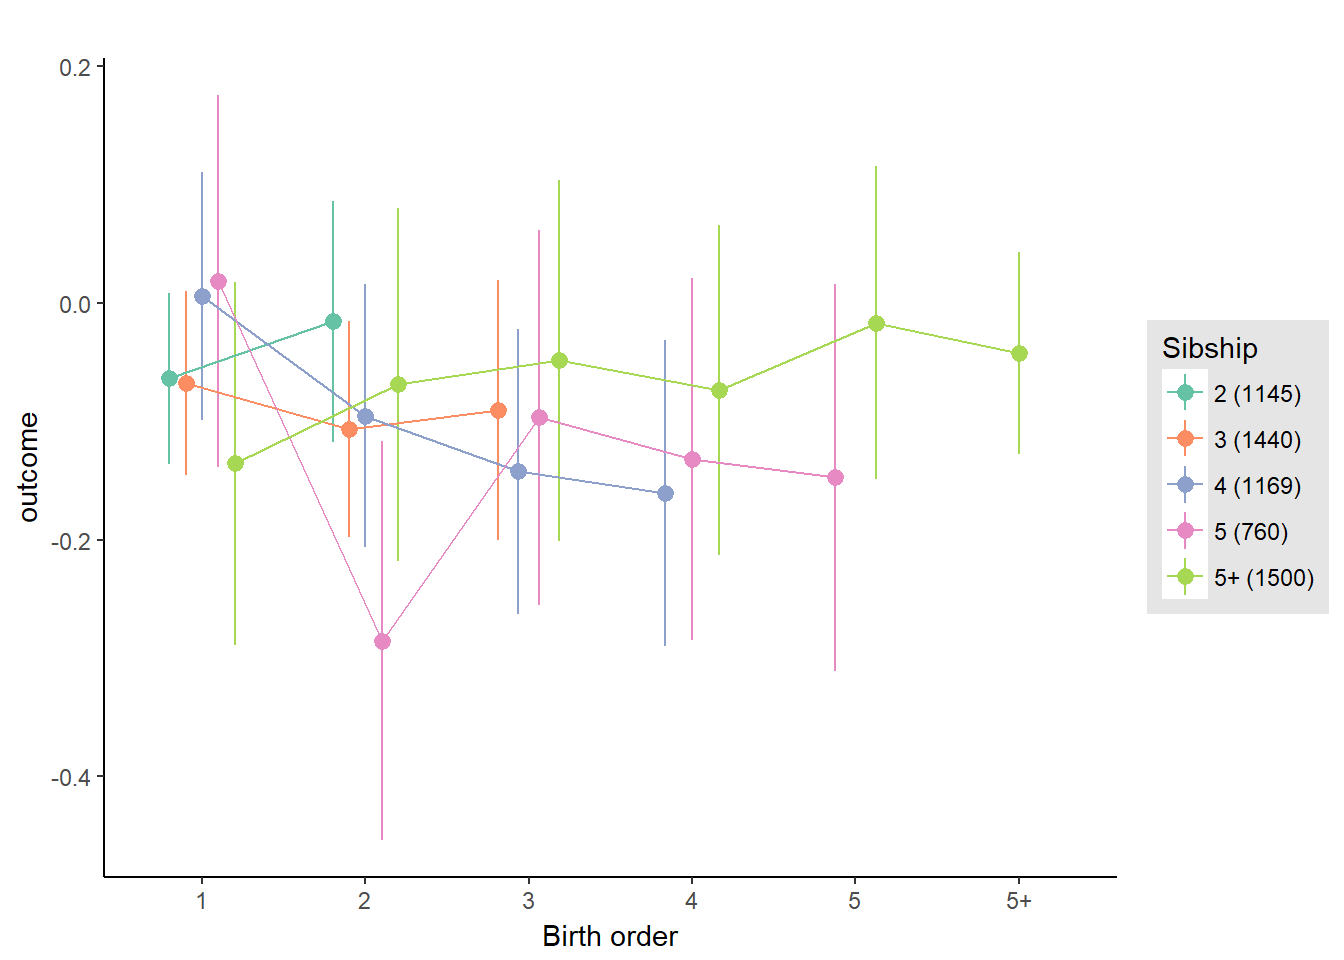 0.2
0.0
-0.2
-0.4
outcome
1 2 3 4 5 5+
Birth order
Sibship
2 (1145)
3 (1440)
4 (1169)
5 (760)
5+ (1500)